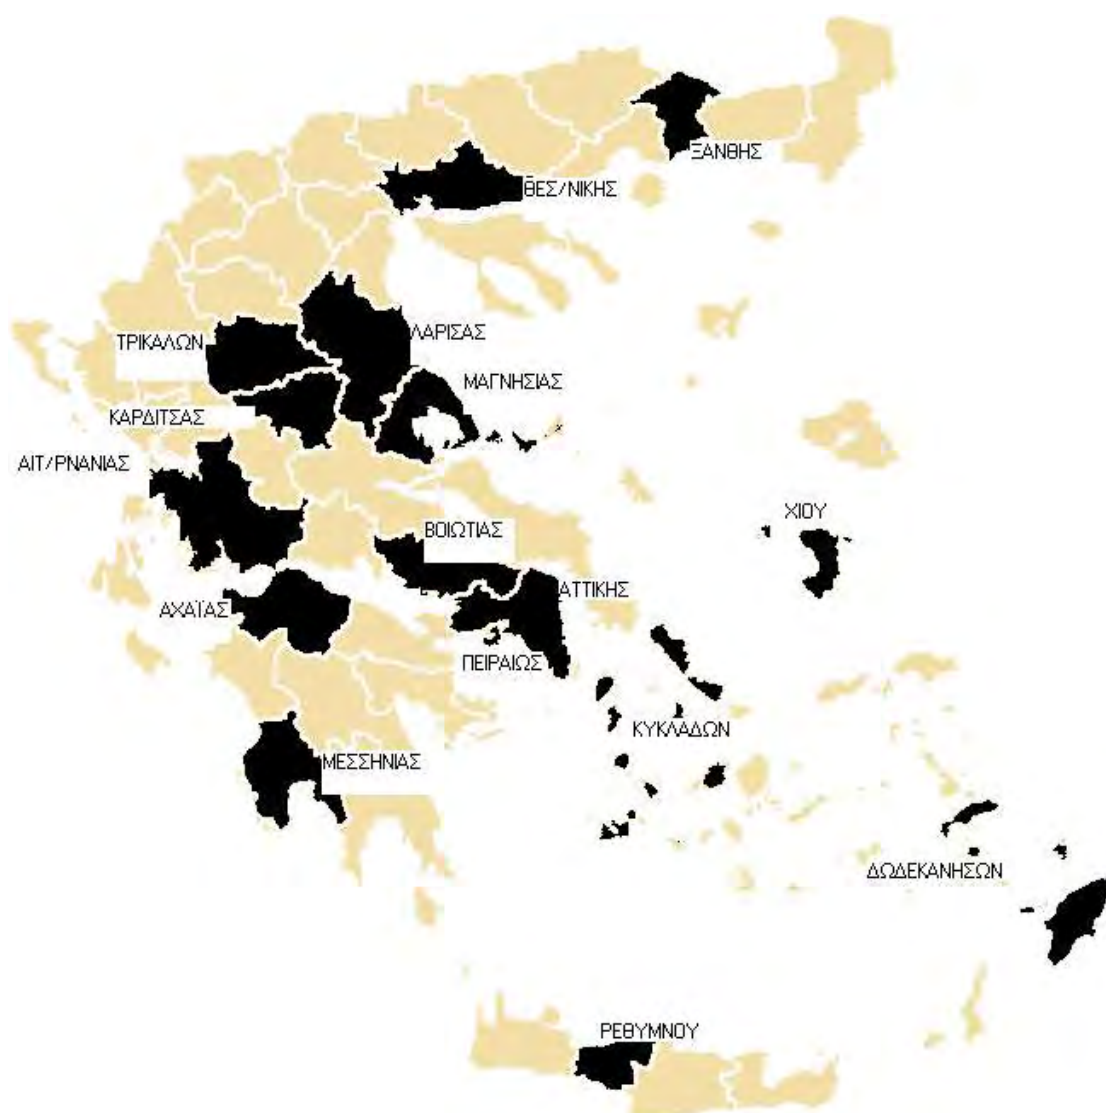 ΞΑΝΘΗΣ
ΘΕΣ/ΝΙΚΗΣ
ΛΑΡΙΣΑΣ
ΤΡΙΚΑΛΩΝ
ΜΑΓΝΗΣΙΑΣ
ΚΑΡΔΙΤΣΑΣ
ΑΙΤ/ΡΝΑΝΙΑΣ
ΧΙΟΥ
ΒΟΙΩΤΙΑΣ
ΑΤΤΙΚΗΣ
ΑΧΑΪΑΣ
ΠΕΙΡΑΙΩΣ
ΚΥΚΛΑΔΩΝ
ΜΕΣΣΗΝΙΑΣ
ΔΩΔΕΚΑΝΗΣΩΝ
ΡΕΘΥΜΝΟΥ